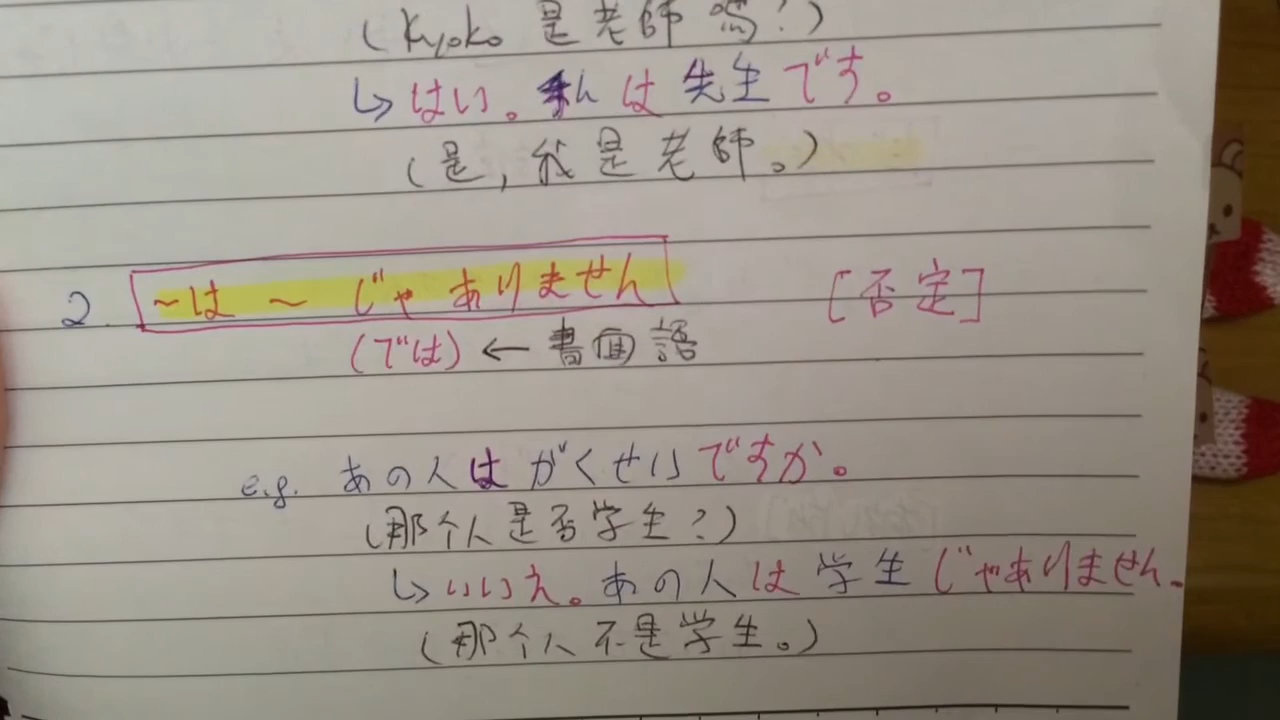 (Kyoko 是老師嗎?)
↳ はい。私は先生です。
(是,我是老師。)
2. ~は ~ じゃありません [否定]
(では) ← 書面語
e.g. あの人はがくせいですか。
(那个人是否学生?)
↳ いいえ。あの人は学生じゃありません。
(那个人不是学生。)